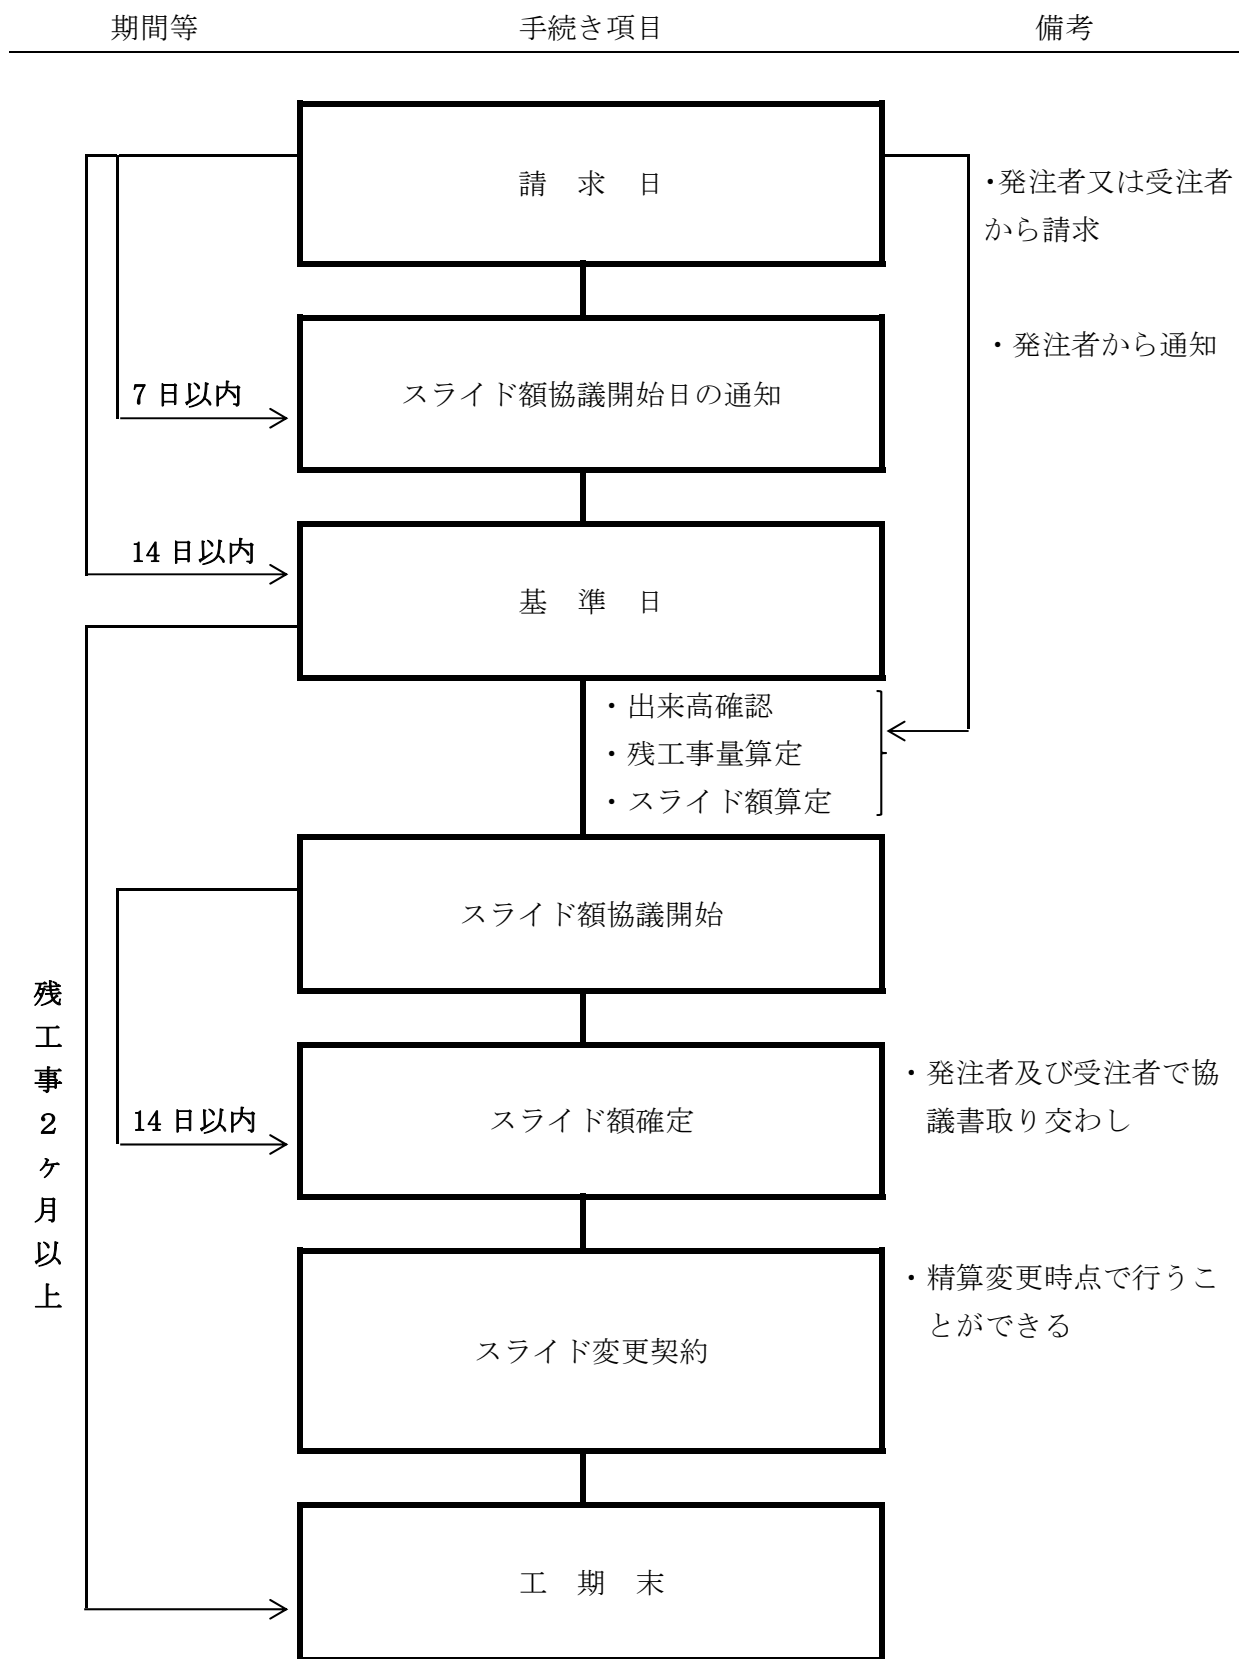 期間等 手続き項目 備考
請 求 日
・発注者又は受注者
から請求
・発注者から通知
7 日以内
スライド額協議開始日の通知
14 日以内
基 準 日
・出来高確認
・残工事量算定
・スライド額算定
スライド額協議開始
残工事２ヶ月以上
・発注者及び受注者で協
議書取り交わし
14 日以内
スライド額確定
・精算変更時点で行うこ
とができる
スライド変更契約
工 期 末